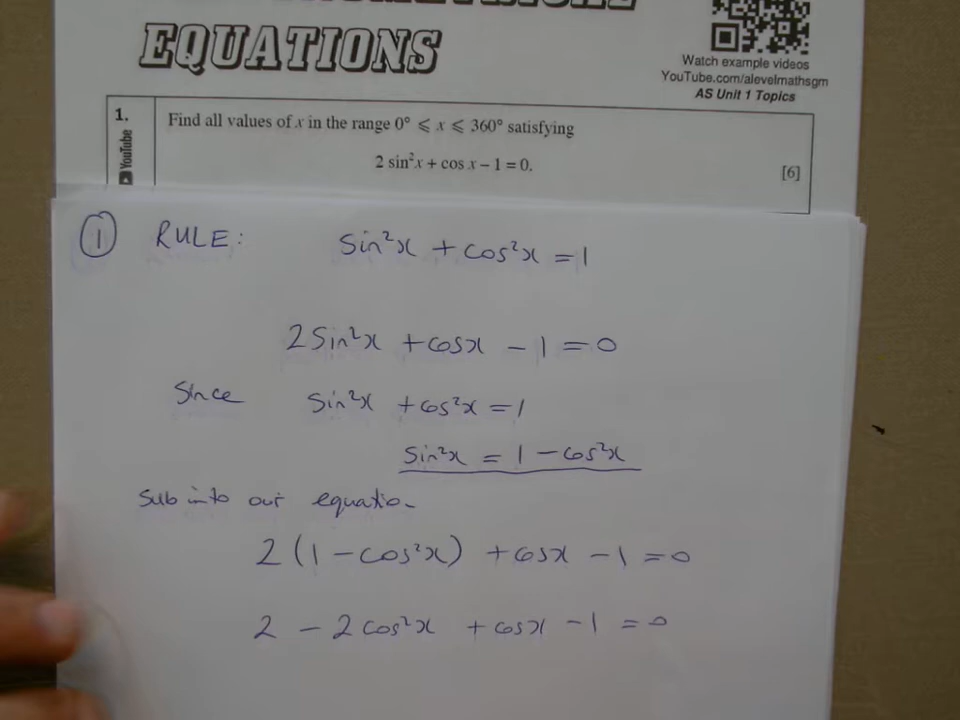 EQUATIONS
Watch example videos
YouTube.com/alevelmathsgm
AS Unit 1 Topics
1.
YouTube
Find all values of x in the range 0° ⩽ x ⩽ 360° satisfying
2 sin²x + cos x − 1 = 0.
[6]
① RULE: Sin²x + cos²x = 1
2 Sin²x + cosx − 1 = 0
Since Sin²x + cos²x = 1
Sin²x = 1 − cos²x
Sub into our equatio-
2(1 − cos²x) + cosx − 1 = 0
2 − 2cos²x + cosx − 1 = 0